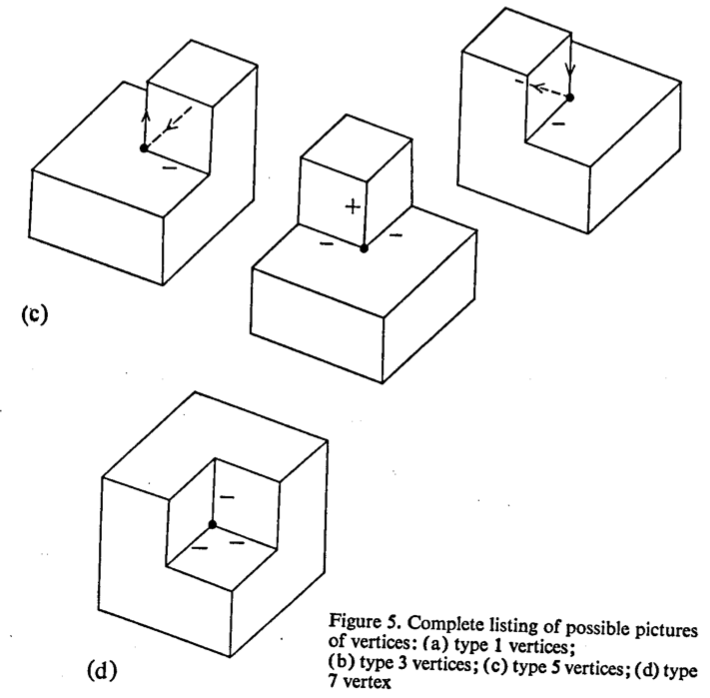 (c)
(d)
Figure 5. Complete listing of possible pictures
of vertices: (a) type 1 vertices;
(b) type 3 vertices; (c) type 5 vertices; (d) type
7 vertex